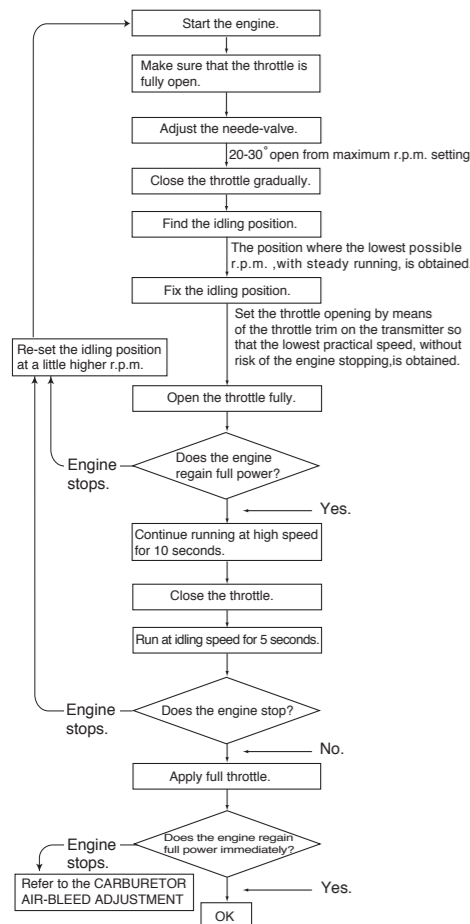 Start the engine.
Make sure that the throttle is
fully open.
Adjust the neede-valve.
20-30° open from maximum r.p.m. setting
Close the throttle gradually.
Find the idling position.
The position where the lowest possible
r.p.m. ,with steady running, is obtained
Fix the idling position.
Set the throttle opening by means
of the throttle trim on the transmitter so
that the lowest practical speed, without
risk of the engine stopping,is obtained.
Re-set the idling position
at a little higher r.p.m.
Open the throttle fully.
Does the engine
regain full power?
Engine
stops.
Yes.
Continue running at high speed
for 10 seconds.
Close the throttle.
Run at idling speed for 5 seconds.
Does the engine stop?
Engine
stops.
No.
Apply full throttle.
Does the engine regain
full power immediately?
Engine
stops.
Refer to the CARBURETOR
AIR-BLEED ADJUSTMENT
Yes.
OK